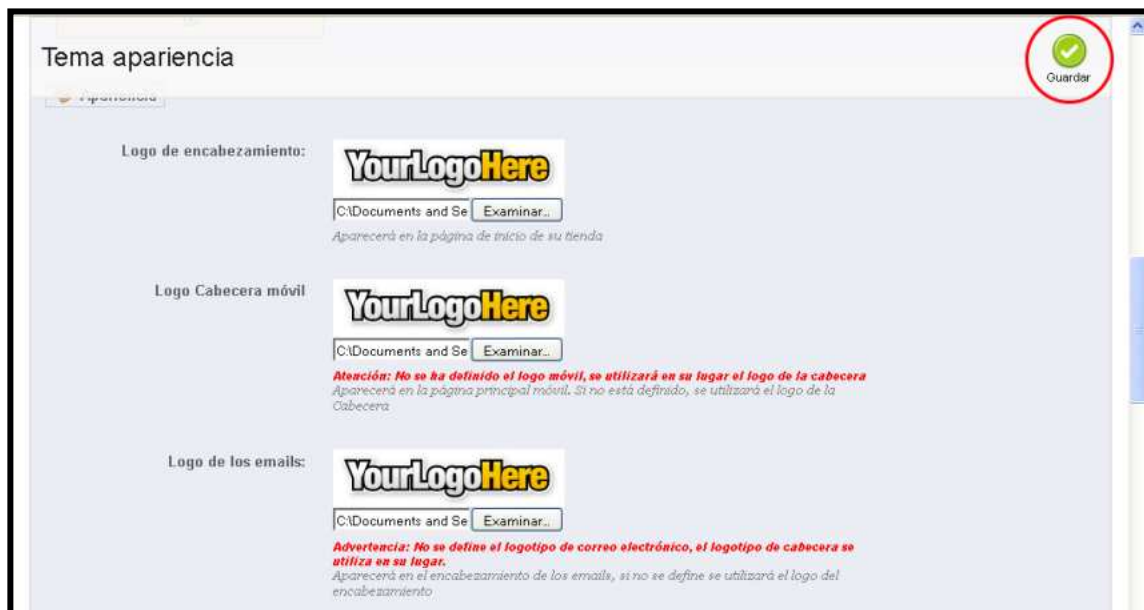 Tema apariencia
Guardar
Apariencia
Logo de encabezamiento:
YourLogoHere
C:\Documents and Se Examinar...
Aparecerá en la página de inicio de su tienda
Logo Cabecera móvil
YourLogoHere
C:\Documents and Se Examinar...
Atención: No se ha definido el logo móvil, se utilizará en su lugar el logo de la cabecera
Aparecerá en la página principal móvil. Si no está definido, se utilizará el logo de la
Cabecera
Logo de los emails:
YourLogoHere
C:\Documents and Se Examinar...
Advertencia: No se define el logotipo de correo electrónico, el logotipo de cabecera se
utiliza en su lugar.
Aparecerá en el encabezamiento de los emails, si no se define se utilizará el logo del
encabezamiento